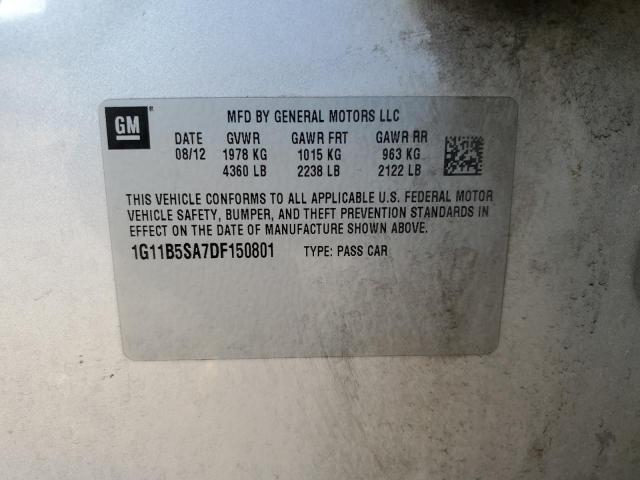 GM ®
MFD BY GENERAL MOTORS LLC
DATE GVWR GAWR FRT GAWR RR
08/12 1978 KG 1015 KG 963 KG
4360 LB 2238 LB 2122 LB
THIS VEHICLE CONFORMS TO ALL APPLICABLE U.S. FEDERAL MOTOR
VEHICLE SAFETY, BUMPER, AND THEFT PREVENTION STANDARDS IN
EFFECT ON THE DATE OF MANUFACTURE SHOWN ABOVE.
1G11B5SA7DF150801 TYPE: PASS CAR